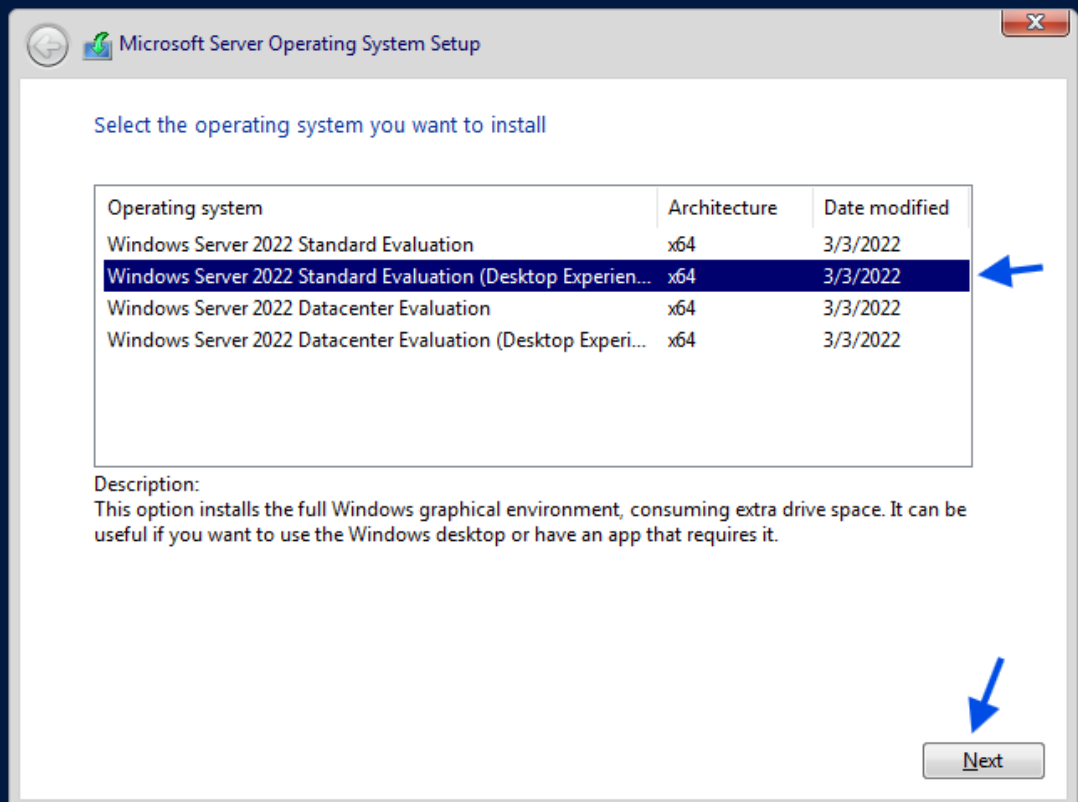 Microsoft Server Operating System Setup
Select the operating system you want to install
Operating system Architecture Date modified
Windows Server 2022 Standard Evaluation x64 3/3/2022
Windows Server 2022 Standard Evaluation (Desktop Experien... x64 3/3/2022
Windows Server 2022 Datacenter Evaluation x64 3/3/2022
Windows Server 2022 Datacenter Evaluation (Desktop Experi... x64 3/3/2022
Description:
This option installs the full Windows graphical environment, consuming extra drive space. It can be
useful if you want to use the Windows desktop or have an app that requires it.
Next